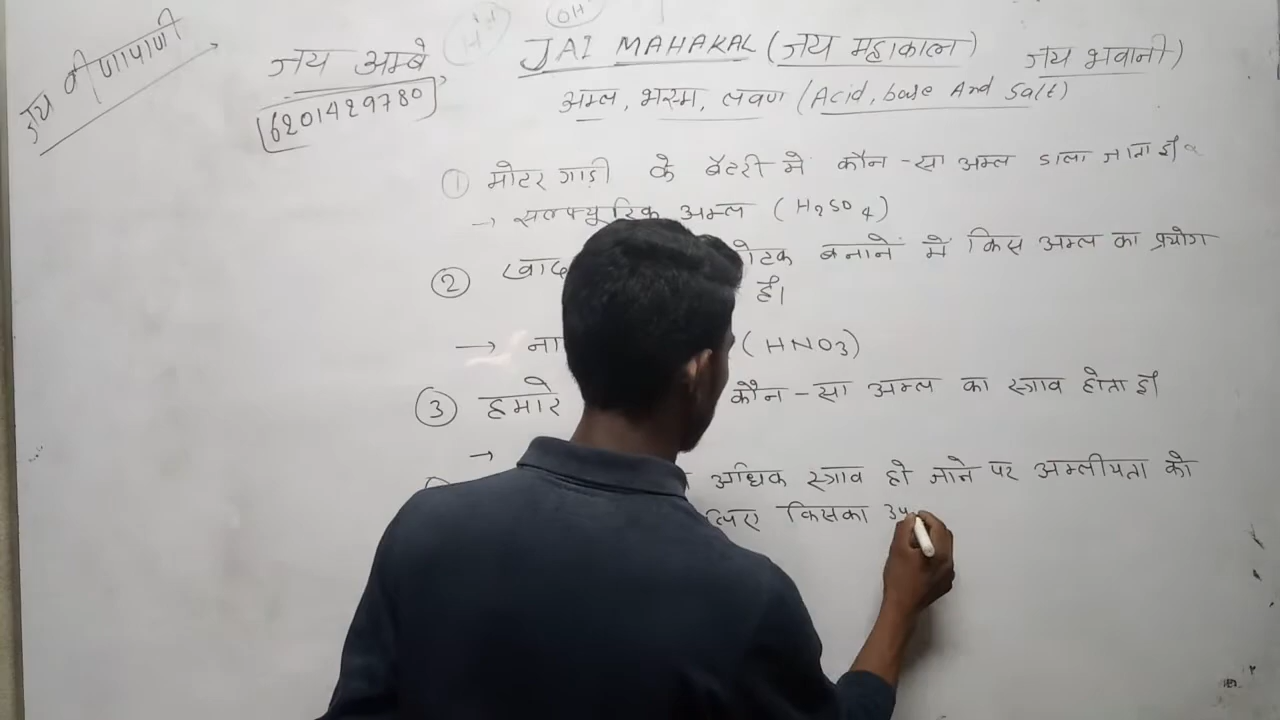 जय वीणापाणी
जय अम्बे
6201429780
OH
H
JAI MAHAKAL (जय महाकाल) जय भवानी)
अम्ल, भस्म, लवण (Acid, base And Salt)
① मोटर गाड़ी के बैटरी में कौन-सा अम्ल डाला जाता है
→ सल्फ्यूरिक अम्ल (H2SO4)
② बनाने में किस अम्ल का प्रयोग
है।
→ (HNO3)
③ हमारे कौन-सा अम्ल का स्त्राव होता है
→
अधिक स्त्राव हो जाने पर अम्लीयता को
लिए किसका उप